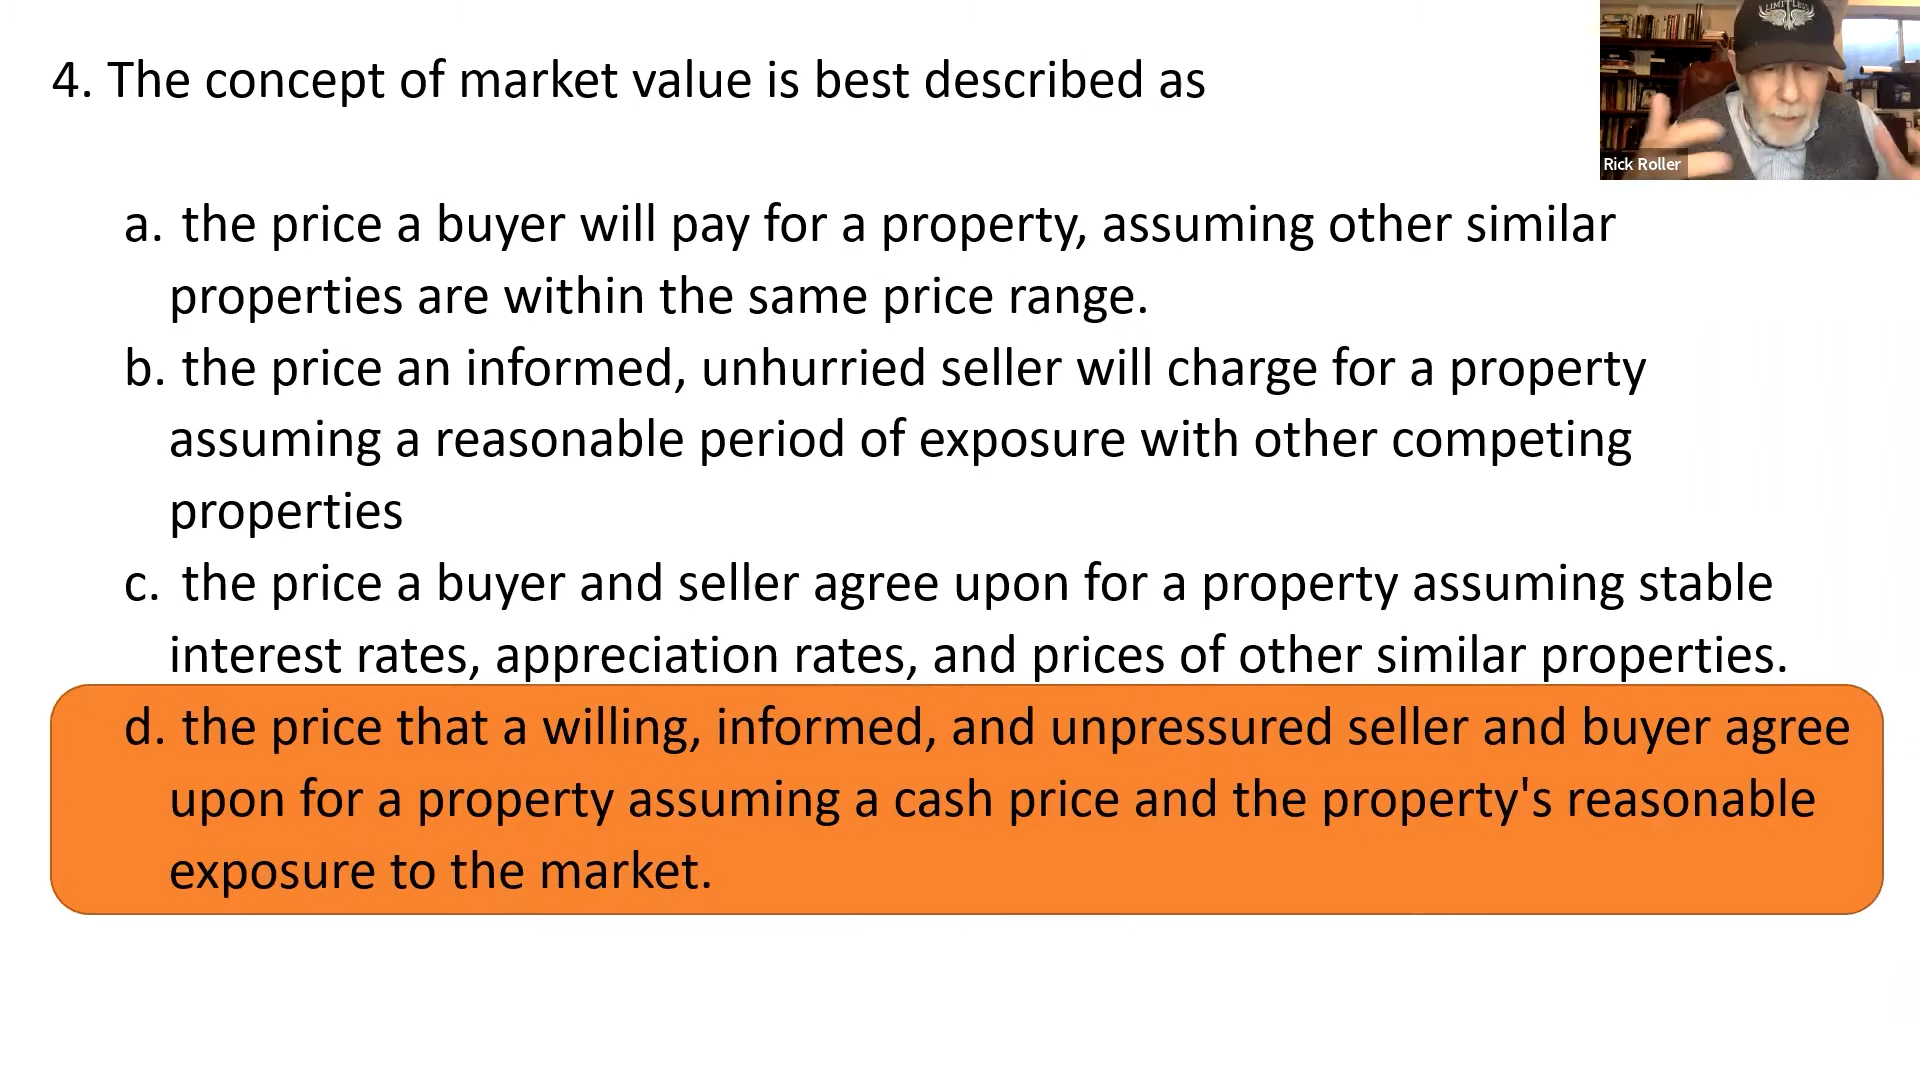 4. The concept of market value is best described as
LIMITLESS
Rick Roller
a. the price a buyer will pay for a property, assuming other similar
properties are within the same price range.
b. the price an informed, unhurried seller will charge for a property
assuming a reasonable period of exposure with other competing
properties
c. the price a buyer and seller agree upon for a property assuming stable
interest rates, appreciation rates, and prices of other similar properties.
d. the price that a willing, informed, and unpressured seller and buyer agree
upon for a property assuming a cash price and the property's reasonable
exposure to the market.